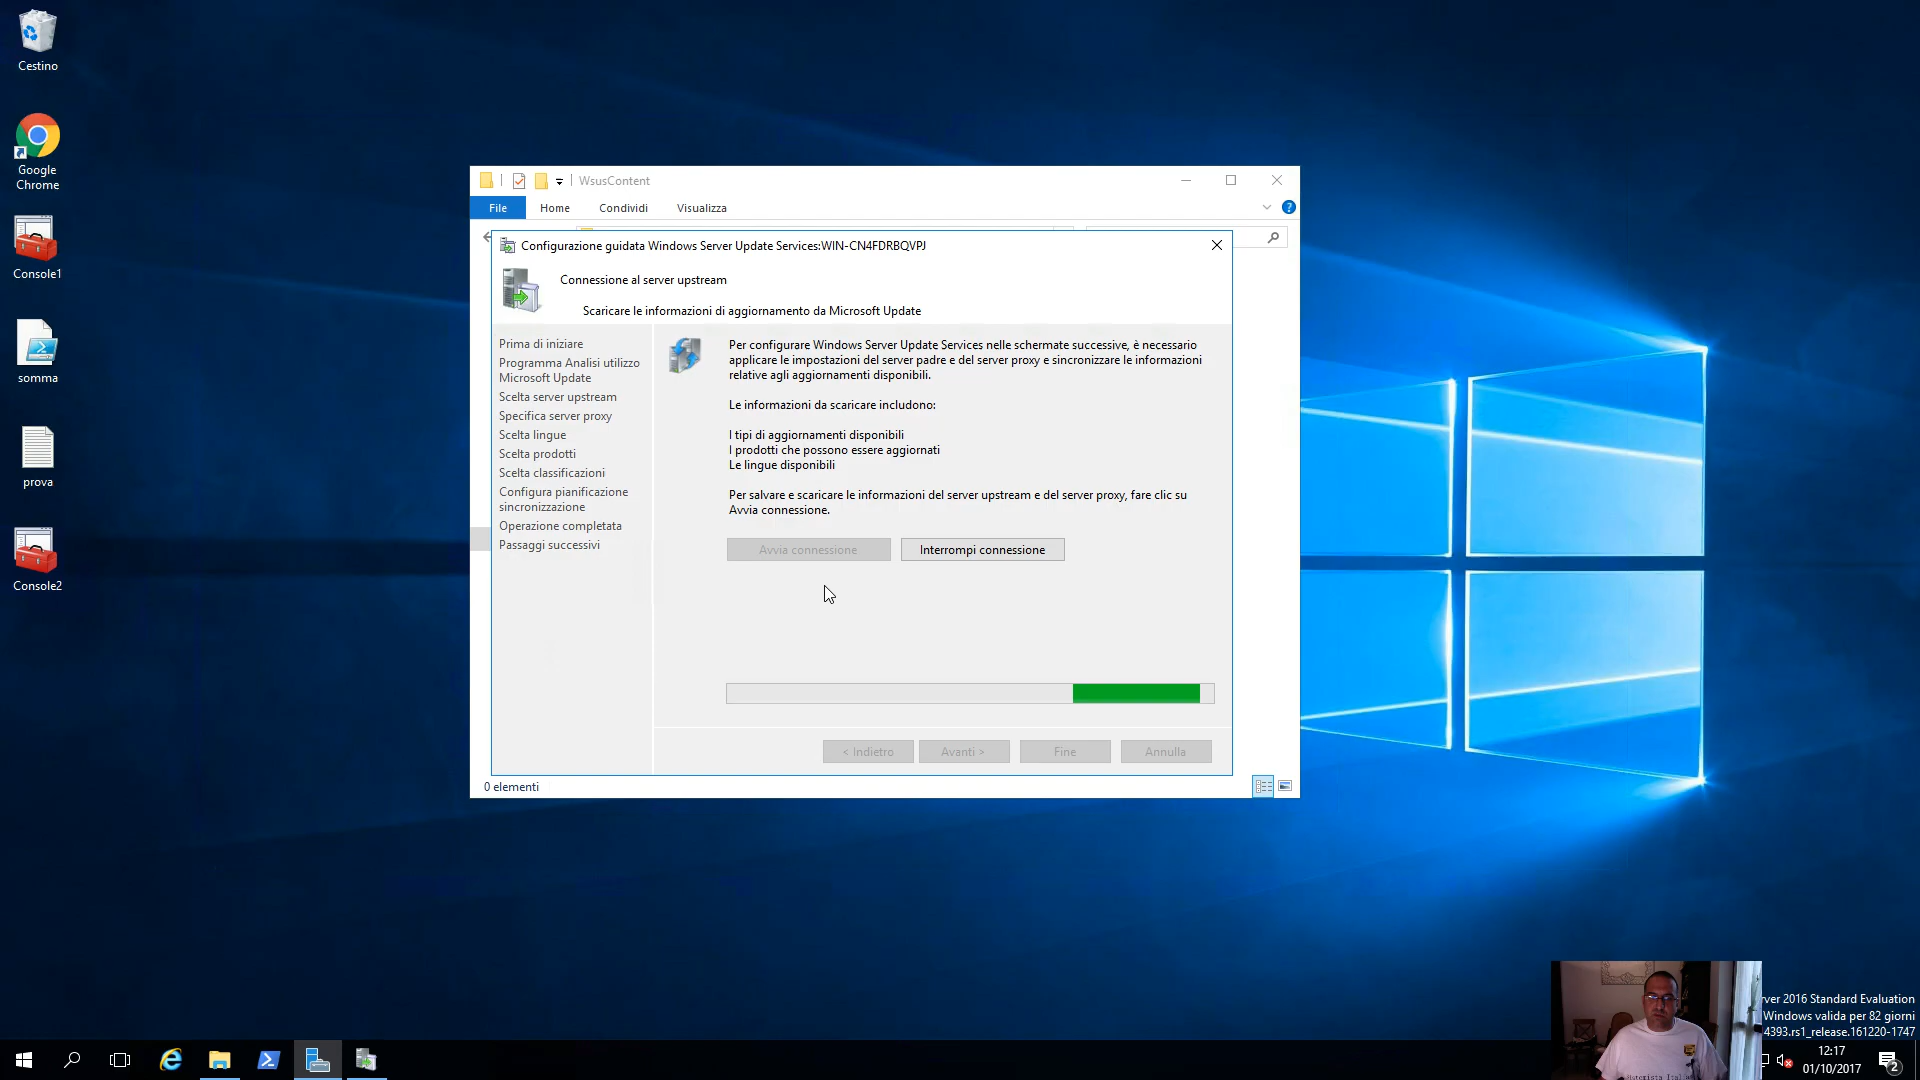 Cestino
Google
Chrome
Console1
somma
prova
Console2
WsusContent
File
Home
Condividi
Visualizza
Configurazione guidata Windows Server Update Services:WIN-CN4FDRBQVPJ
Connessione al server upstream
Scaricare le informazioni di aggiornamento da Microsoft Update
Prima di iniziare
Programma Analisi utilizzo
Microsoft Update
Scelta server upstream
Specifica server proxy
Scelta lingue
Scelta prodotti
Scelta classificazioni
Configura pianificazione
sincronizzazione
Operazione completata
Passaggi successivi
Per configurare Windows Server Update Services nelle schermate successive, è necessario
applicare le impostazioni del server padre e del server proxy e sincronizzare le informazioni
relative agli aggiornamenti disponibili.
Le informazioni da scaricare includono:
I tipi di aggiornamenti disponibili
I prodotti che possono essere aggiornati
Le lingue disponibili
Per salvare e scaricare le informazioni del server upstream e del server proxy, fare clic su
Avvia connessione.
Avvia connessione
Interrompi connessione
< Indietro
Avanti >
Fine
Annulla
0 elementi
rver 2016 Standard Evaluation
Windows valida per 82 giorni
4393.rs1_release.161220-1747
12:17
01/10/2017
2